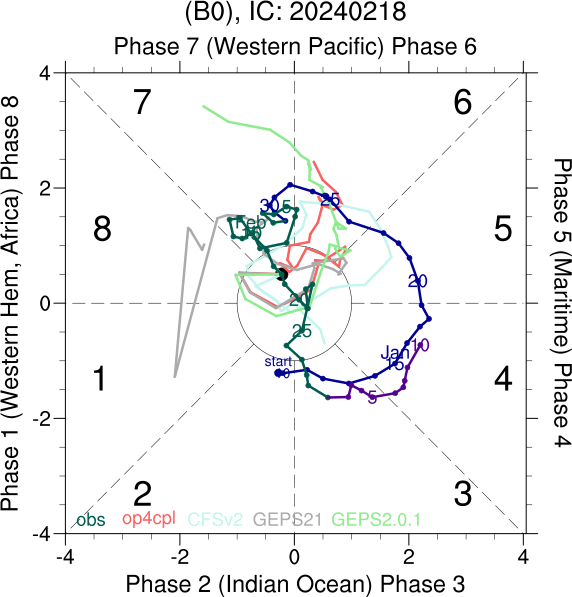 (B0), IC: 20240218
Phase 7 (Western Pacific) Phase 6
Phase 1 (Western Hem, Africa) Phase 8
Phase 5 (Maritime) Phase 4
4
2
0
-2
-4
7
6
8
5
1
4
2
3
30
5
25
Feb
10
20
25
20
Jan
10
15
start
5
obs op4cpl CFSv2 GEPS21 GEPS2.0.1
-4 -2 0 2 4
Phase 2 (Indian Ocean) Phase 3